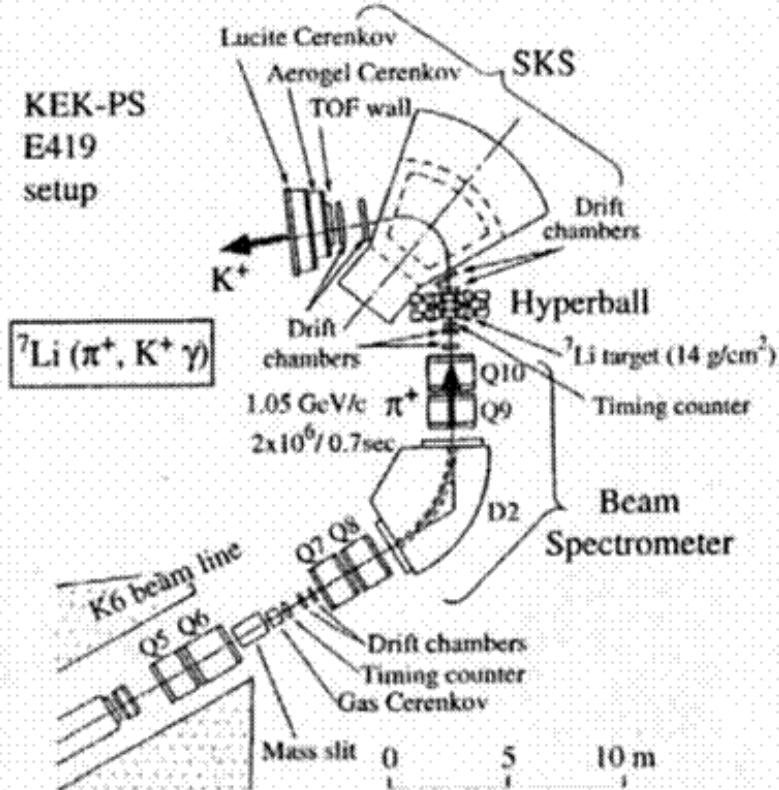 Lucite Cerenkov
Aerogel Cerenkov
TOF wall
SKS
KEK-PS
E419
setup
Drift
chambers
K⁺
Hyperball
Drift
chambers
⁷Li (π⁺, K⁺ γ)
⁷Li target (14 g/cm²)
Q10
1.05 GeV/c π⁺
Q9
Timing counter
2x10⁶/ 0.7sec
D2
Beam
Spectrometer
Q7 Q8
K6 beam line
Q5 Q6
Drift chambers
Timing counter
Gas Cerenkov
Mass slit
0 5 10 m